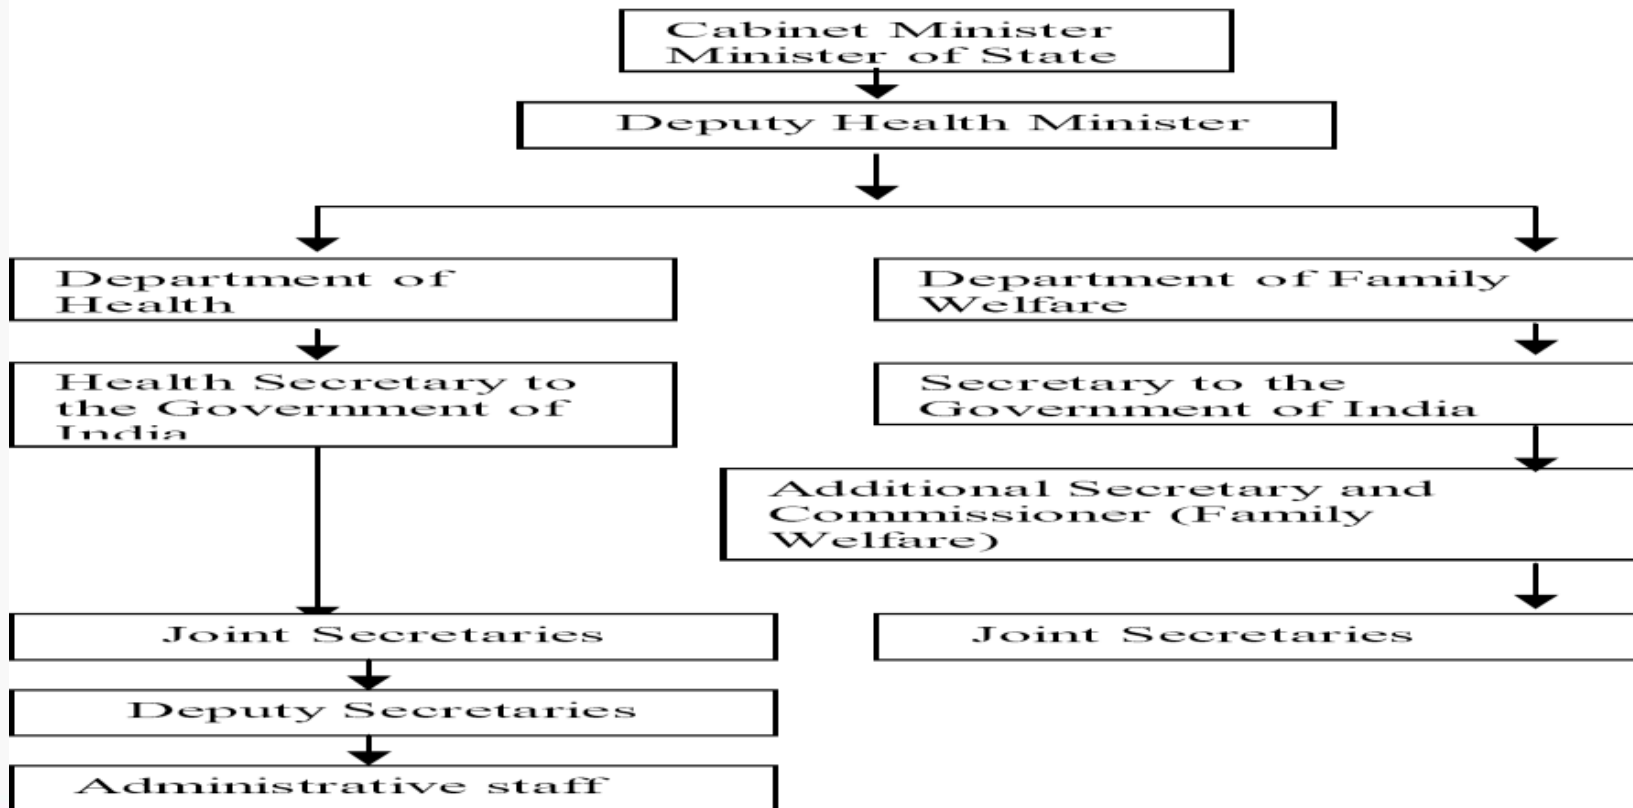 Cabinet Minister
Minister of State
Deputy Health Minister
Department of
Health
Department of Family
Welfare
Health Secretary to
the Government of
India
Secretary to the
Government of India
Additional Secretary and
Commissioner (Family
Welfare)
Joint Secretaries
Joint Secretaries
Deputy Secretaries
Administrative staff